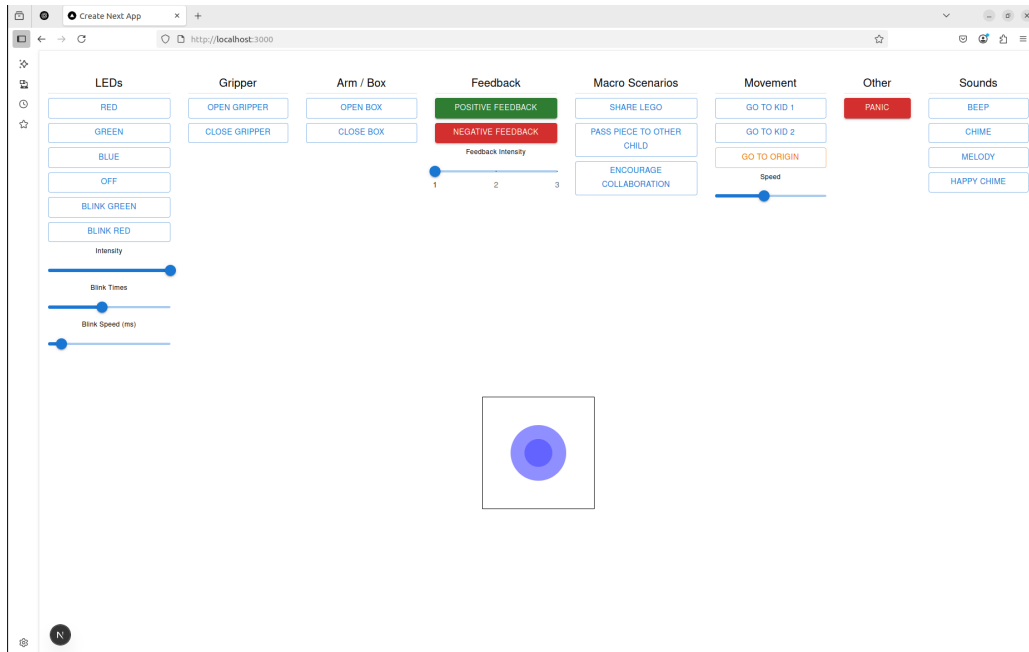 Create Next App
http://localhost:3000
LEDs
RED
GREEN
BLUE
OFF
BLINK GREEN
BLINK RED
Intensity
Blink Times
Blink Speed (ms)
Gripper
OPEN GRIPPER
CLOSE GRIPPER
Arm / Box
OPEN BOX
CLOSE BOX
Feedback
POSITIVE FEEDBACK
NEGATIVE FEEDBACK
Feedback Intensity
1 2 3
Macro Scenarios
SHARE LEGO
PASS PIECE TO OTHER
CHILD
ENCOURAGE
COLLABORATION
Movement
GO TO KID 1
GO TO KID 2
GO TO ORIGIN
Speed
Other
PANIC
Sounds
BEEP
CHIME
MELODY
HAPPY CHIME
N